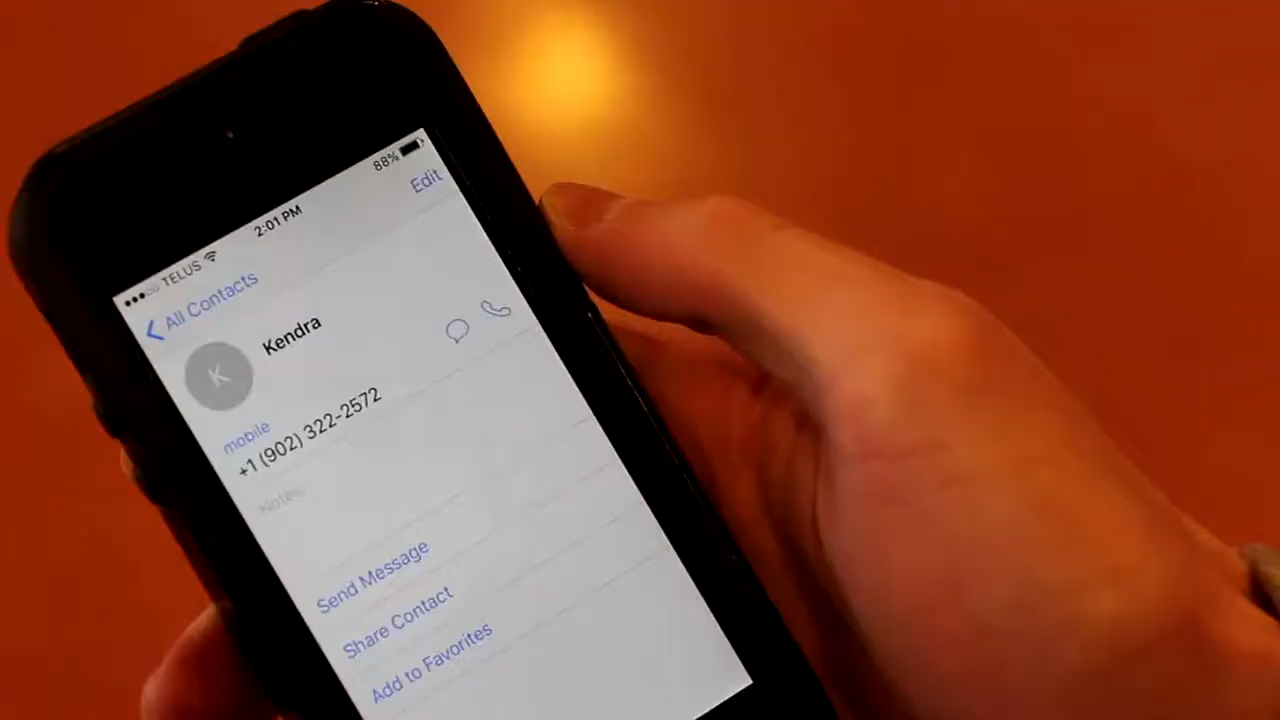 TELUS 2:01 PM 88%
All Contacts Edit
K Kendra
mobile
+1 (902) 322-2572
Notes
Send Message
Share Contact
Add to Favorites